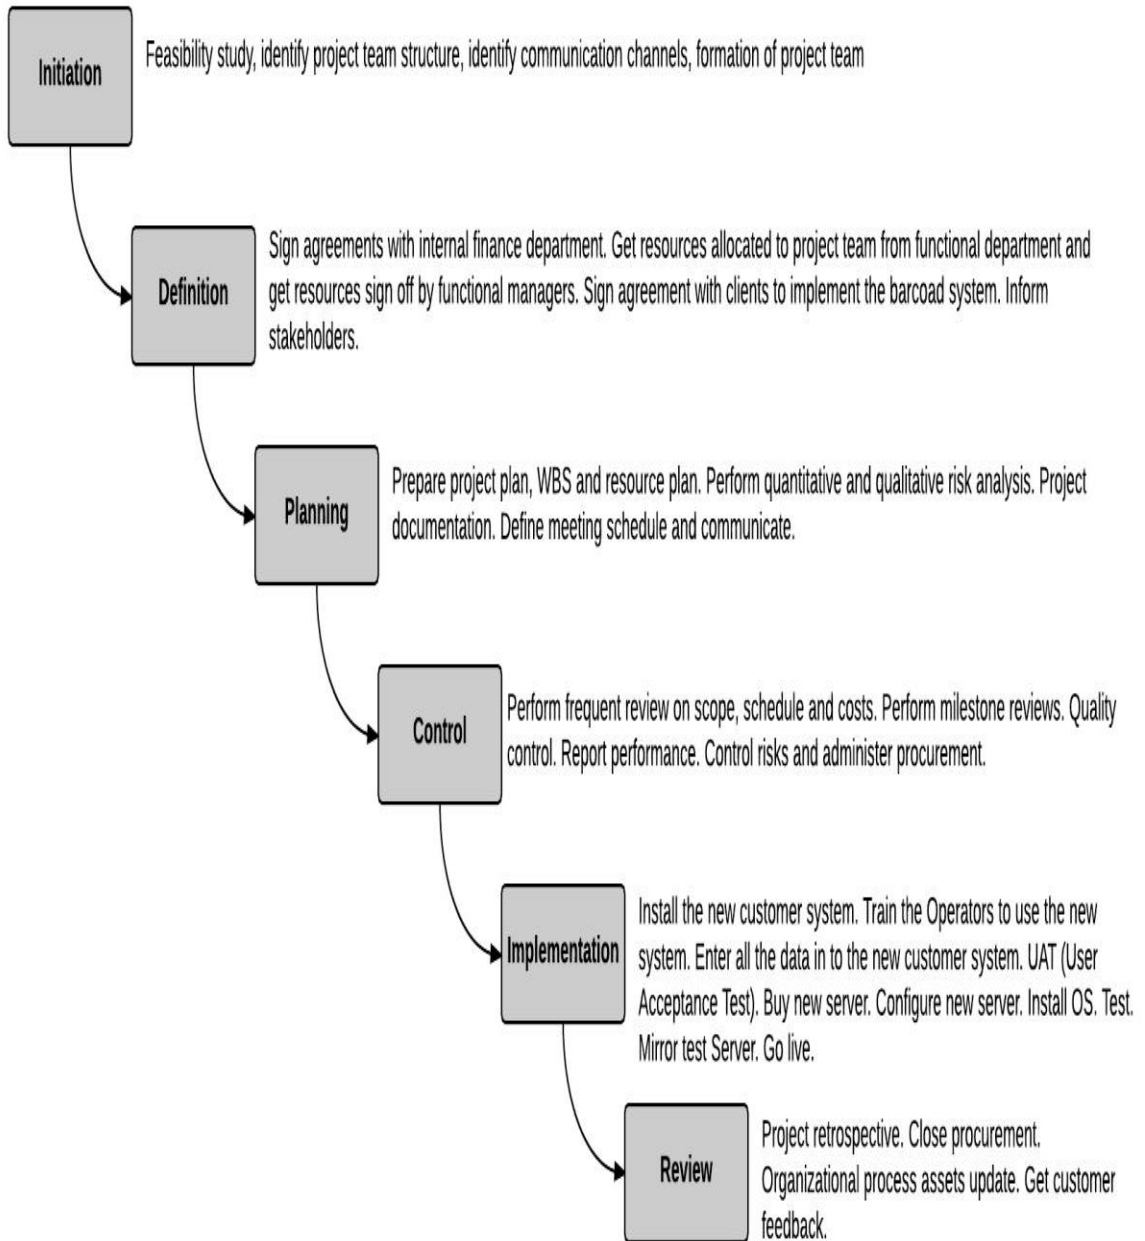 Initiation
Feasibility study, identify project team structure, identify communication channels, formation of project team
Definition
Sign agreements with internal finance department. Get resources allocated to project team from functional department and
get resources sign off by functional managers. Sign agreement with clients to implement the barcoad system. Inform
stakeholders.
Planning
Prepare project plan, WBS and resource plan. Perform quantitative and qualitative risk analysis. Project
documentation. Define meeting schedule and communicate.
Control
Perform frequent review on scope, schedule and costs. Perform milestone reviews. Quality
control. Report performance. Control risks and administer procurement.
Implementation
Install the new customer system. Train the Operators to use the new
system. Enter all the data in to the new customer system. UAT (User
Acceptance Test). Buy new server. Configure new server. Install OS. Test.
Mirror test Server. Go live.
Review
Project retrospective. Close procurement.
Organizational process assets update. Get customer
feedback.